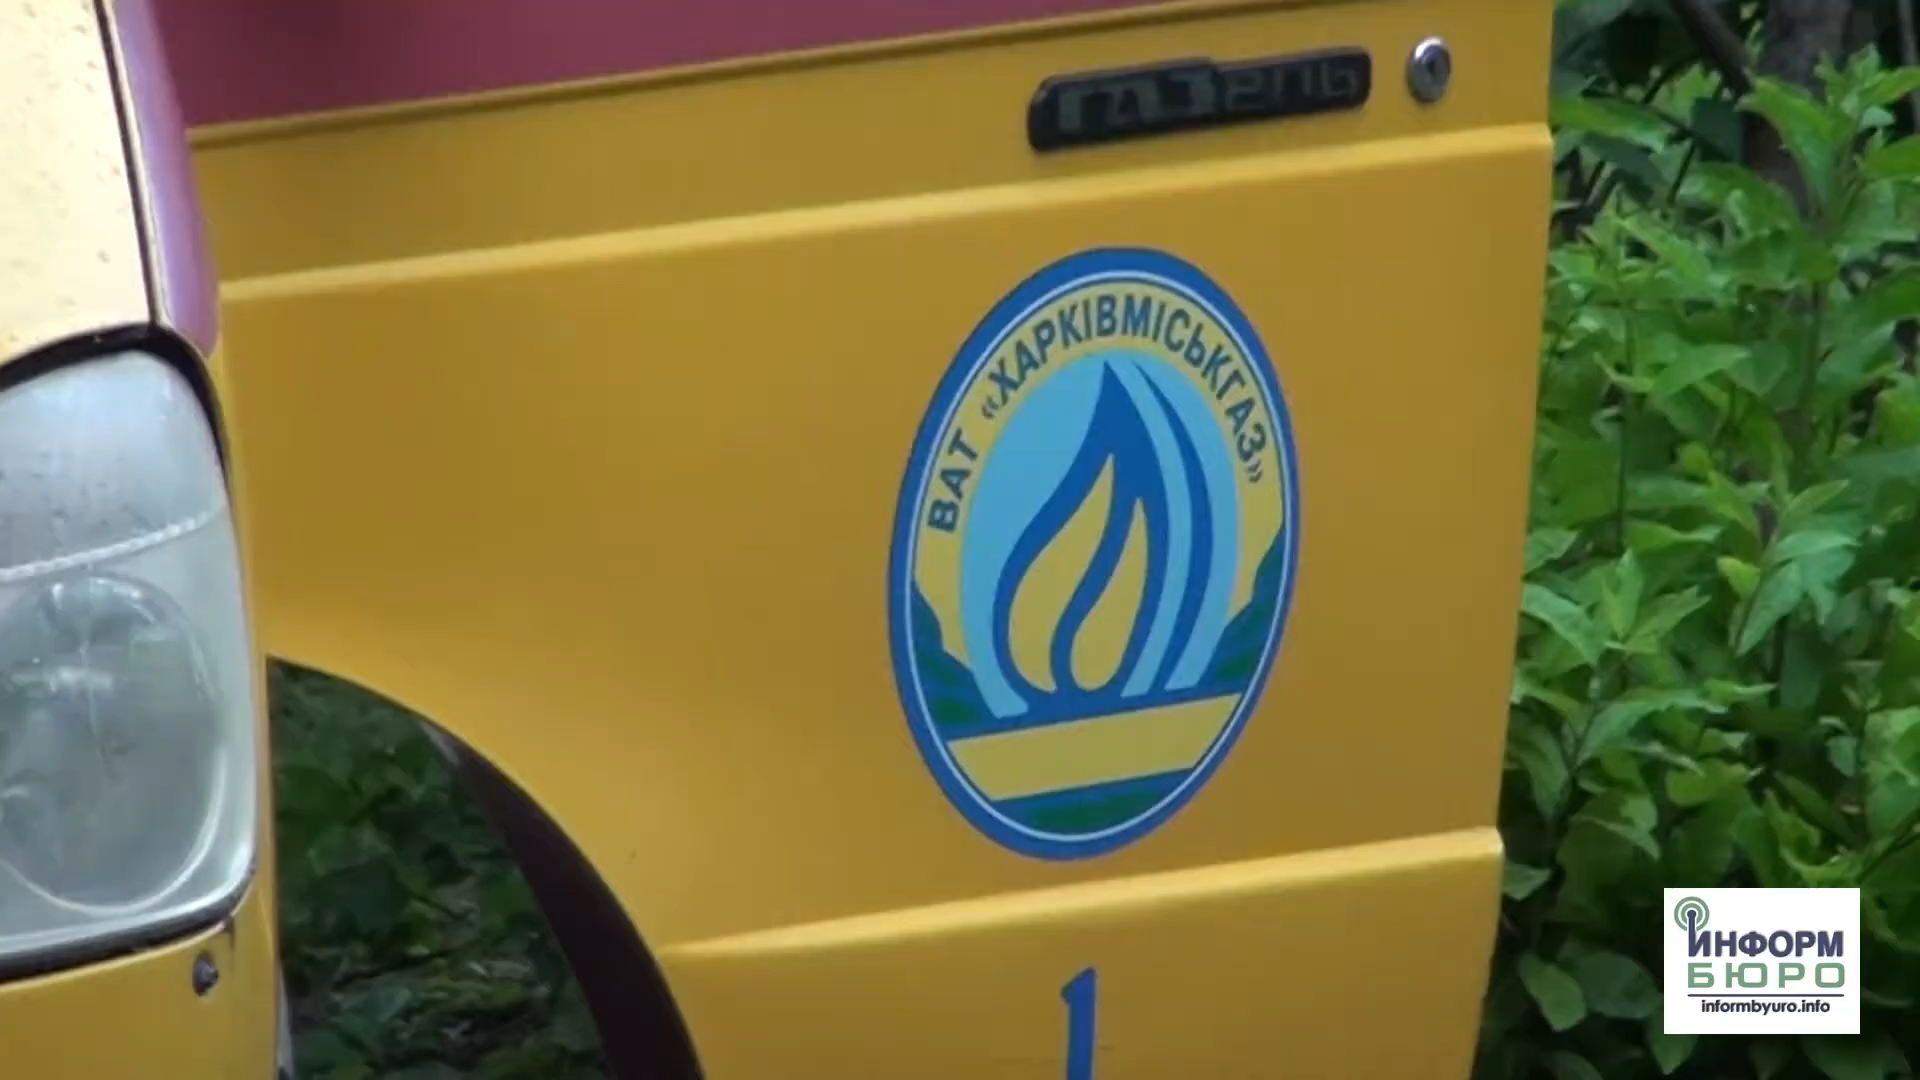 ГАЗель
ВАТ «ХАРКІВМІСЬКГАЗ»
1
ИНФОРМ
БЮРО
informbyuro.info